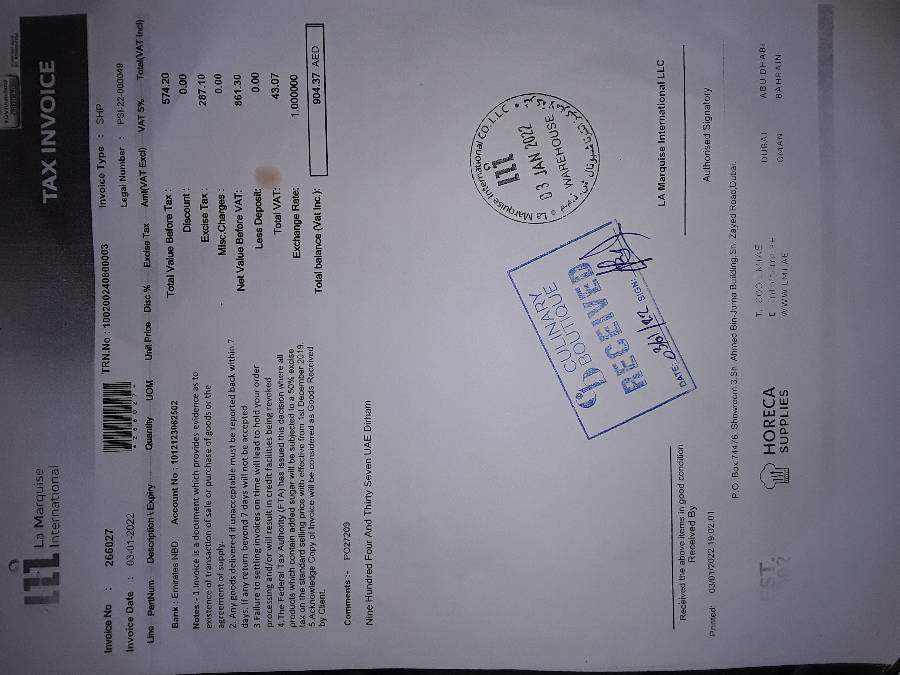 La Marquise
International
TAX INVOICE
Invoice No : 266027
TRN.No : 100200240800003
Invoice Type : SHP
Invoice Date : 03-01-2022
*266027*
Legal Number : PSI-22-000049
Line PartNum Description \ Expiry Quantity UOM Unit Price Disc % Excise Tax Amt(VAT Excl) VAT 5% Total(VAT Incl)
Bank : Emirates NBD Account No : 1012123062502
Total Value Before Tax : 574.20
Discount : 0.00
Excise Tax : 287.10
Misc.Charges : 0.00
Net Value Before VAT: 861.30
Less Deposit: 0.00
Total VAT: 43.07
Exchange Rate: 1.000000
Total balance (Vat Inc.): 904.37 AED
Notes:- 1.Invoice is a document which provides evidence as to
existence of transaction of sale or purchase of goods or the
agreement of supply.
2. Any goods delivered if unacceptable must be reported back within 7
days. If any return beyond 7 days will not be accepted.
3.Failure to settling invoices on time will lead to hold your order
processing and/or will result in credit facilities being revoked
4.The Federal Tax Authority (FTA) has issued this decision where all
products which contain added sugar will be subjected to a 50% excise
tax on the standard selling price with effective from 1st December 2019.
5.Acknowledge Copy of Invoice will be considered as Goods Received
by Client.
Comments :- PO27209
Nine Hundred Four And Thirty Seven UAE Dirham
La Marquise International CO. L.L.C
03 JAN 2022
WAREHOUSE
CULINARY
BOUTIQUE
RECEIVED
DATE: SIGN:
LA Marquise International LLC
Received the above items in good condition
Received By
Authorised Signatory
Printed: 03/01/2022 19.02.01
P.O. Box 74476, Showroom 3,Sn. Ahmed Bin-Juma Building,Sh. Zayed Road,Dubai.
HORECA
SUPPLIES
WWW.LMI.AE
DUBAI ABU DHABI
OMAN BAHRAIN